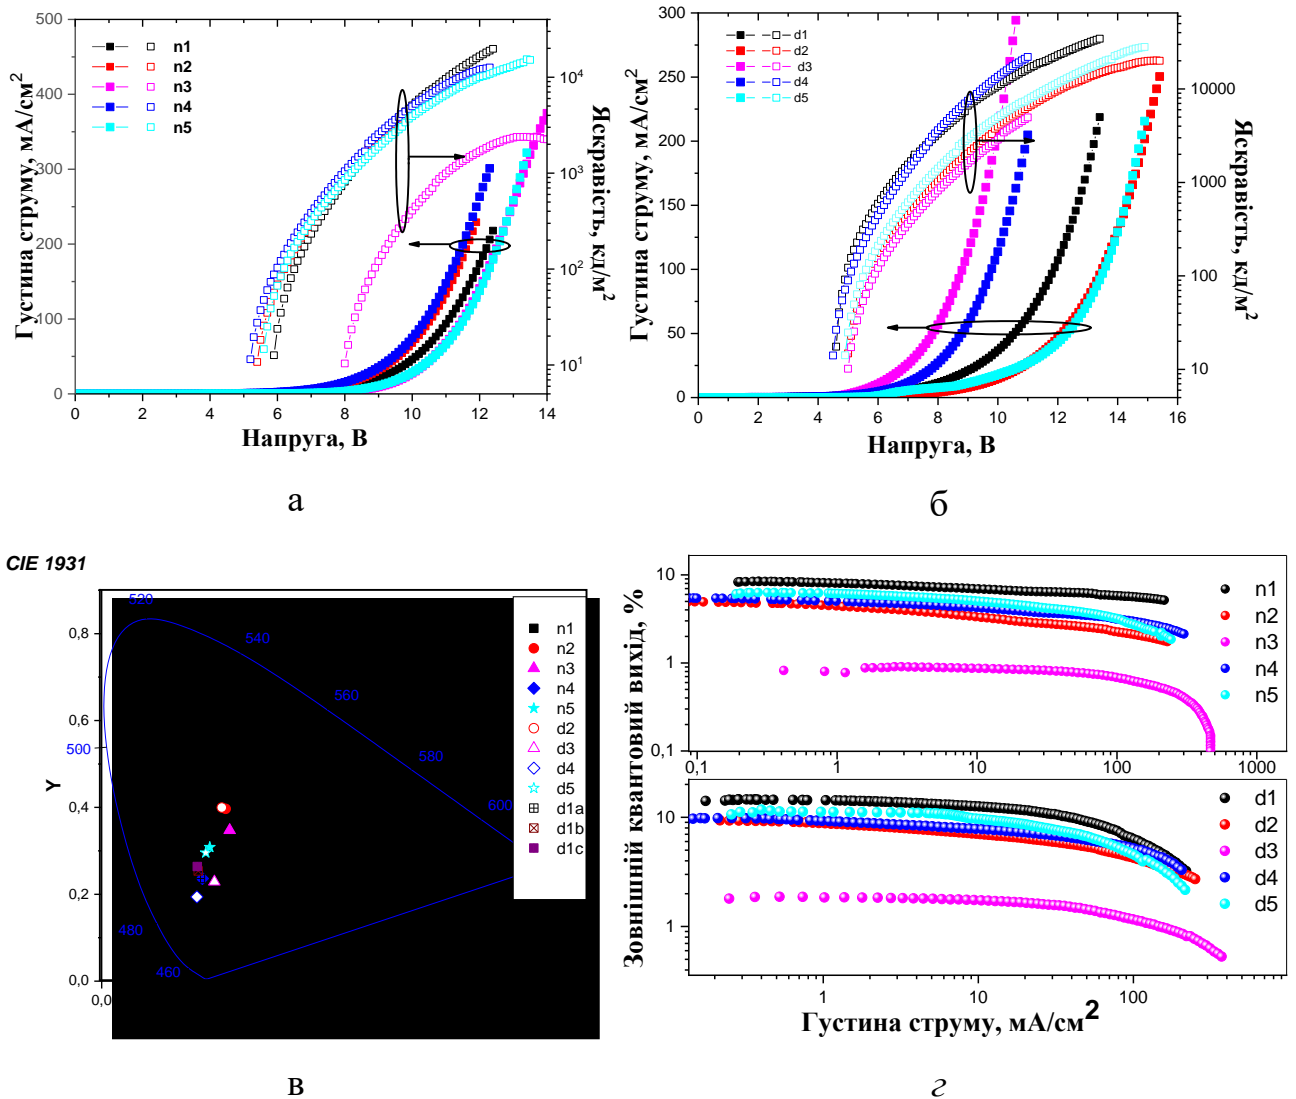 500
450
400
350
300
250
200
150
100
50
0
Густина струму, мА/см2
n1
n2
n3
n4
n5
10^4
10^3
10^2
10^1
Яскравість, кд/м2
0 2 4 6 8 10 12 14
Напруга, В
а
300
250
200
150
100
50
0
Густина струму, мА/см2
d1
d2
d3
d4
d5
10000
1000
100
10
Яскравість, кд/м2
0 2 4 6 8 10 12 14 16
Напруга, В
б
CIE 1931
0,8
0,6
0,4
0,2
0,0
Y
0,0
520
540
560
580
600
500
480
460
n1
n2
n3
n4
n5
d2
d3
d4
d5
d1a
d1b
d1c
в
Зовнішній квантовий вихід, %
10
1
0,1
n1
n2
n3
n4
n5
0,1 1 10 100 1000
10
1
d1
d2
d3
d4
d5
1 10 100
Густина струму, мА/см2
г